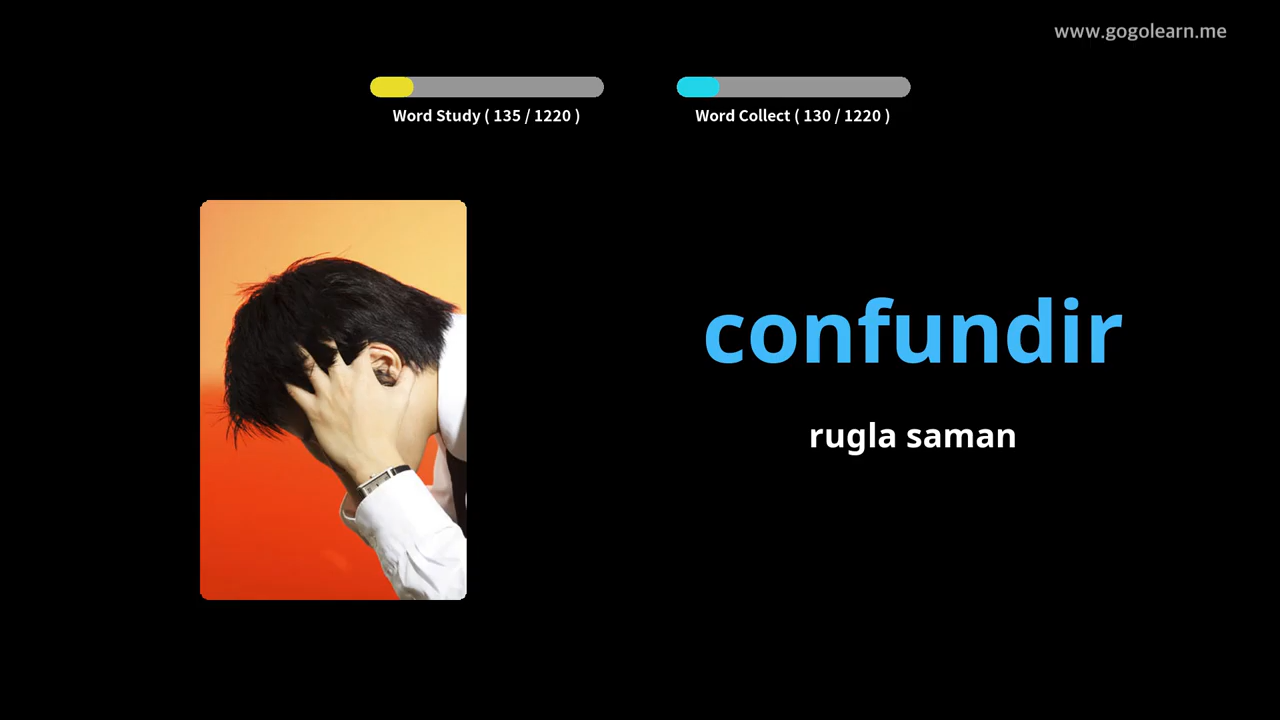 www.gogolearn.me
Word Study ( 135 / 1220 )
Word Collect ( 130 / 1220 )
confundir
rugla saman